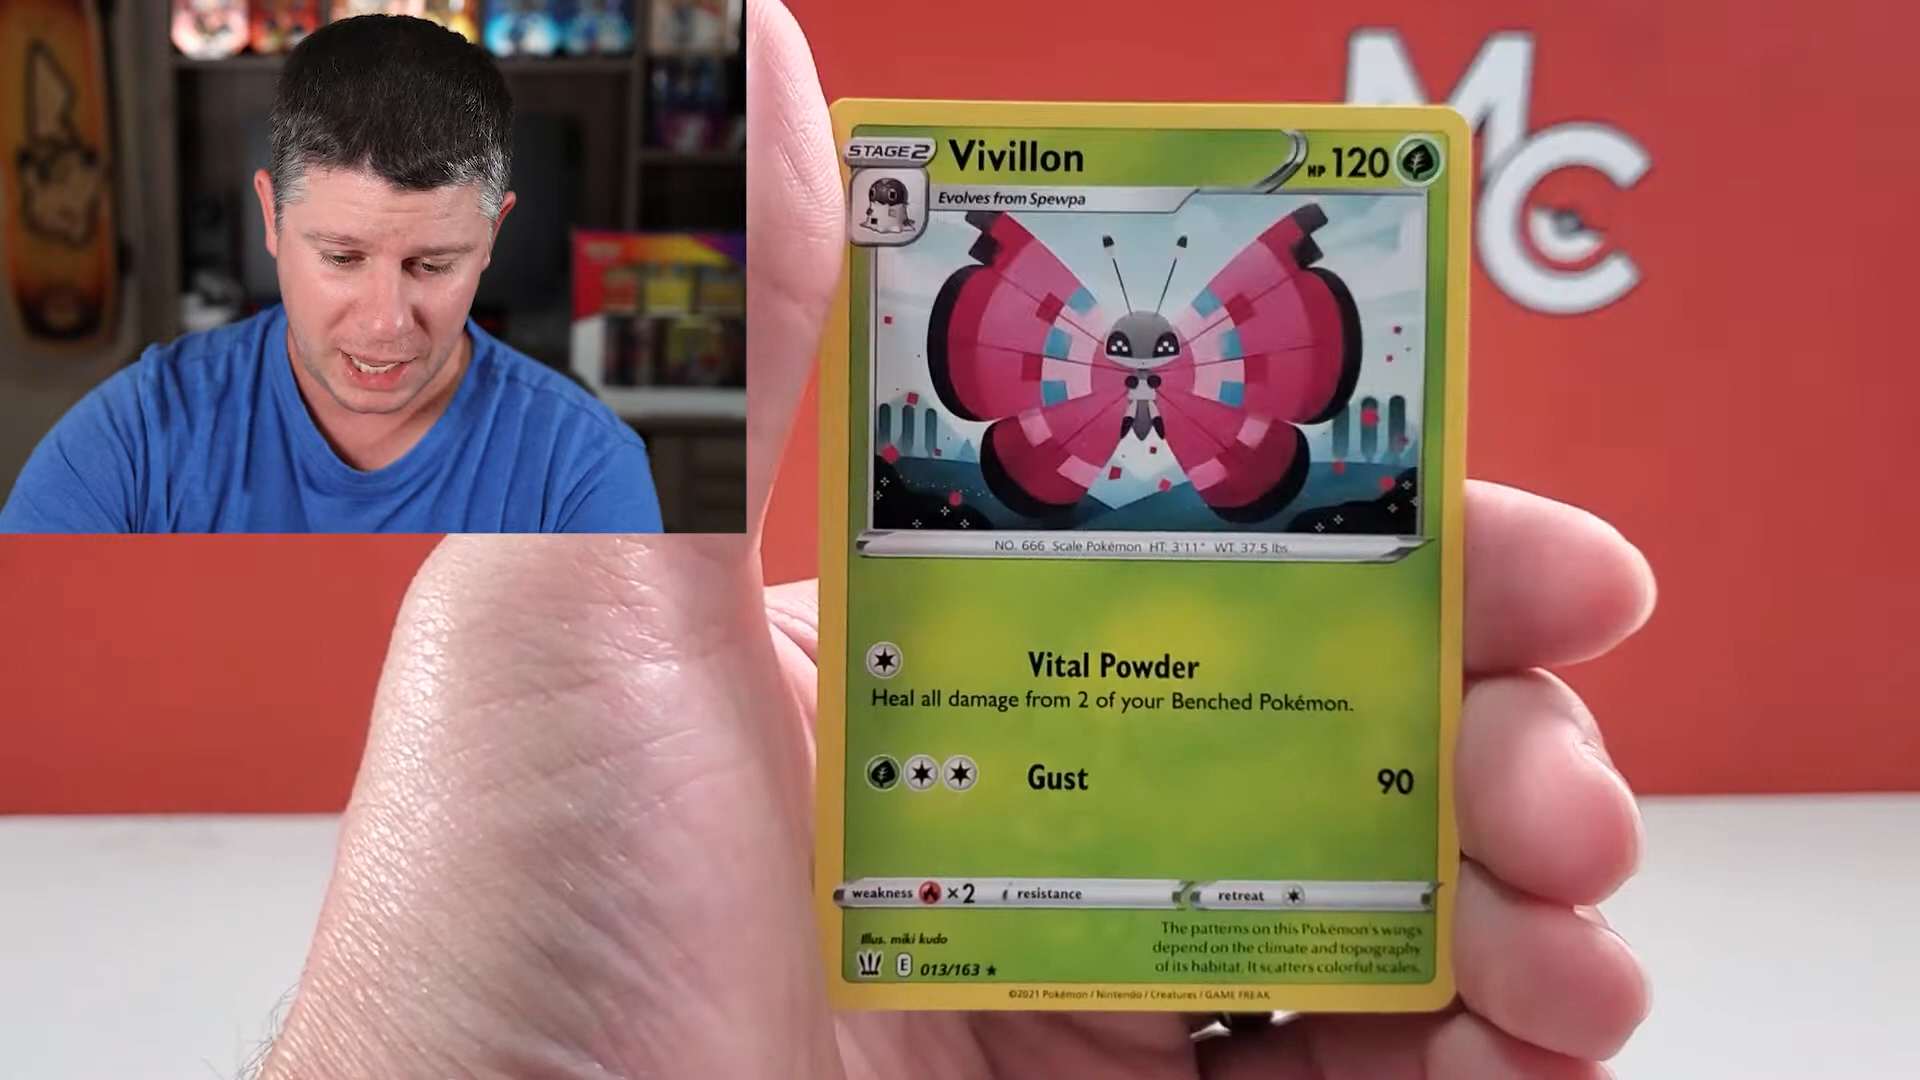 MC
STAGE 2
Vivillon
HP 120
Evolves from Spewpa
NO. 666 Scale Pokémon HT: 3'11" WT: 37.5 lbs.
Vital Powder
Heal all damage from 2 of your Benched Pokémon.
Gust 90
weakness ×2 resistance retreat
Illus. miki kudo
E 013/163 ★
The patterns on this Pokémon's wings
depend on the climate and topography
of its habitat. It scatters colorful scales.
©2021 Pokémon / Nintendo / Creatures / GAME FREAK